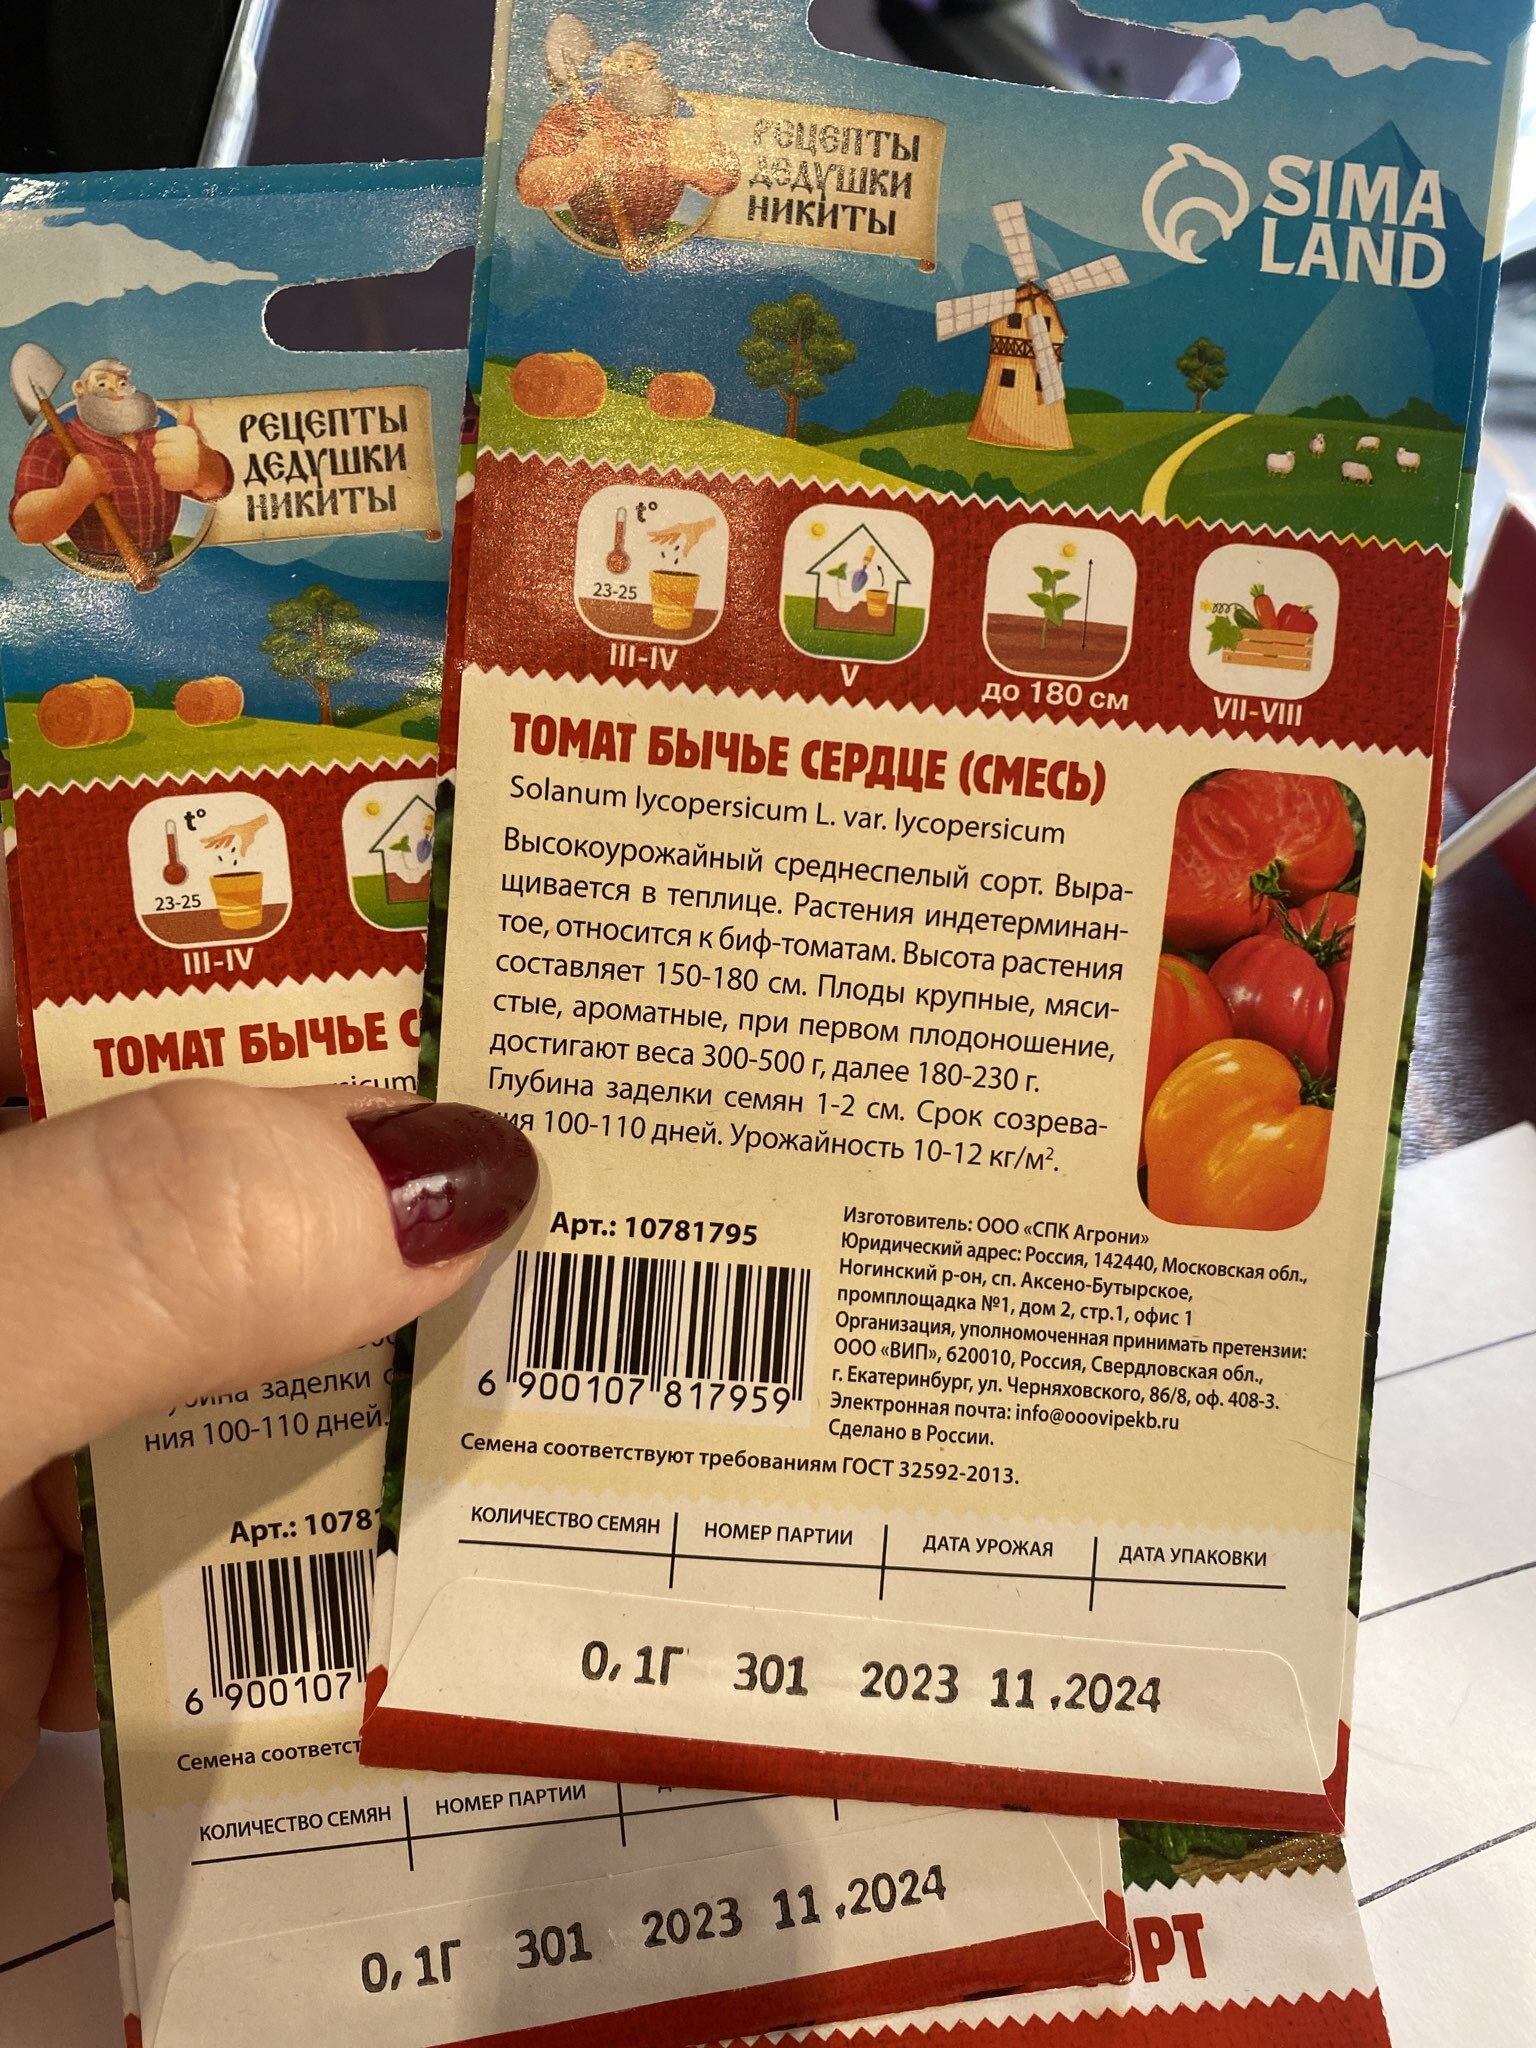 РЕЦЕПТЫ
ДЕДУШКИ
НИКИТЫ
SIMA
LAND
t°
23-25
III-IV
V
до 180 см
VII-VIII
ТОМАТ БЫЧЬЕ СЕРДЦЕ (СМЕСЬ)
Solanum lycopersicum L. var. lycopersicum
Высокоурожайный среднеспелый сорт. Выра-
щивается в теплице. Растения индетерминан-
тое, относится к биф-томатам. Высота растения
составляет 150-180 см. Плоды крупные, мяси-
стые, ароматные, при первом плодоношение,
достигают веса 300-500 г, далее 180-230 г.
Глубина заделки семян 1-2 см. Срок созрева-
ия 100-110 дней. Урожайность 10-12 кг/м².
Арт.: 10781795
6 900107 817959
Изготовитель: ООО «СПК Агрони»
Юридический адрес: Россия, 142440, Московская обл.,
Ногинский р-он, сп. Аксено-Бутырское,
промплощадка №1, дом 2, стр.1, офис 1
Организация, уполномоченная принимать претензии:
ООО «ВИП», 620010, Россия, Свердловская обл.,
г. Екатеринбург, ул. Черняховского, 86/8, оф. 408-3.
Электронная почта: info@ooovipekb.ru
Сделано в России.
Семена соответствуют требованиям ГОСТ 32592-2013.
КОЛИЧЕСТВО СЕМЯН НОМЕР ПАРТИИ ДАТА УРОЖАЯ ДАТА УПАКОВКИ
0,1Г 301 2023 11.2024
РЕЦЕПТЫ
ДЕДУШКИ
НИКИТЫ
t°
23-25
III-IV
ТОМАТ БЫЧЬЕ С
sicum
заделки
ния 100-110 дней.
Арт.: 1078
6 900107
Семена соответст
КОЛИЧЕСТВО СЕМЯН НОМЕР ПАРТИИ
0,1Г 301 2023 11.2024
РТ